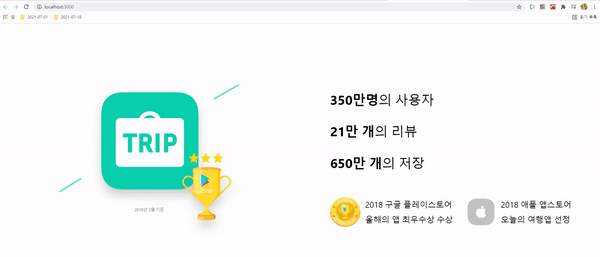 localhost:3000
2021-07-01
2021-07-18
읽기 목록
TRIP
2018년 2월 기준
350만명의 사용자
21만 개의 리뷰
650만 개의 저장
2018 구글 플레이스토어
올해의 앱 최우수상 수상
2018 애플 앱스토어
오늘의 여행앱 선정